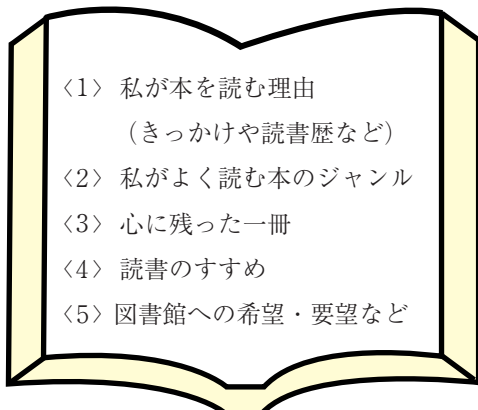 〈1〉 私が本を読む理由
（きっかけや読書歴など）
〈2〉 私がよく読む本のジャンル
〈3〉 心に残った一冊
〈4〉 読書のすすめ
〈5〉図書館への希望・要望など